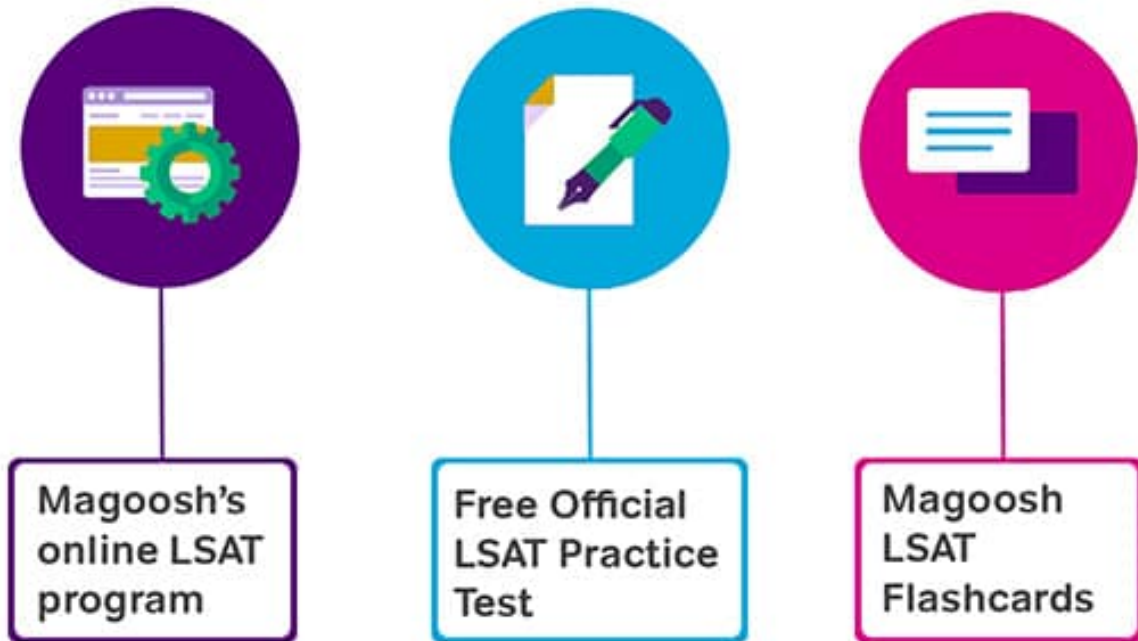 Magoosh's
online LSAT
program
Free Official
LSAT Practice
Test
Magoosh
LSAT
Flashcards